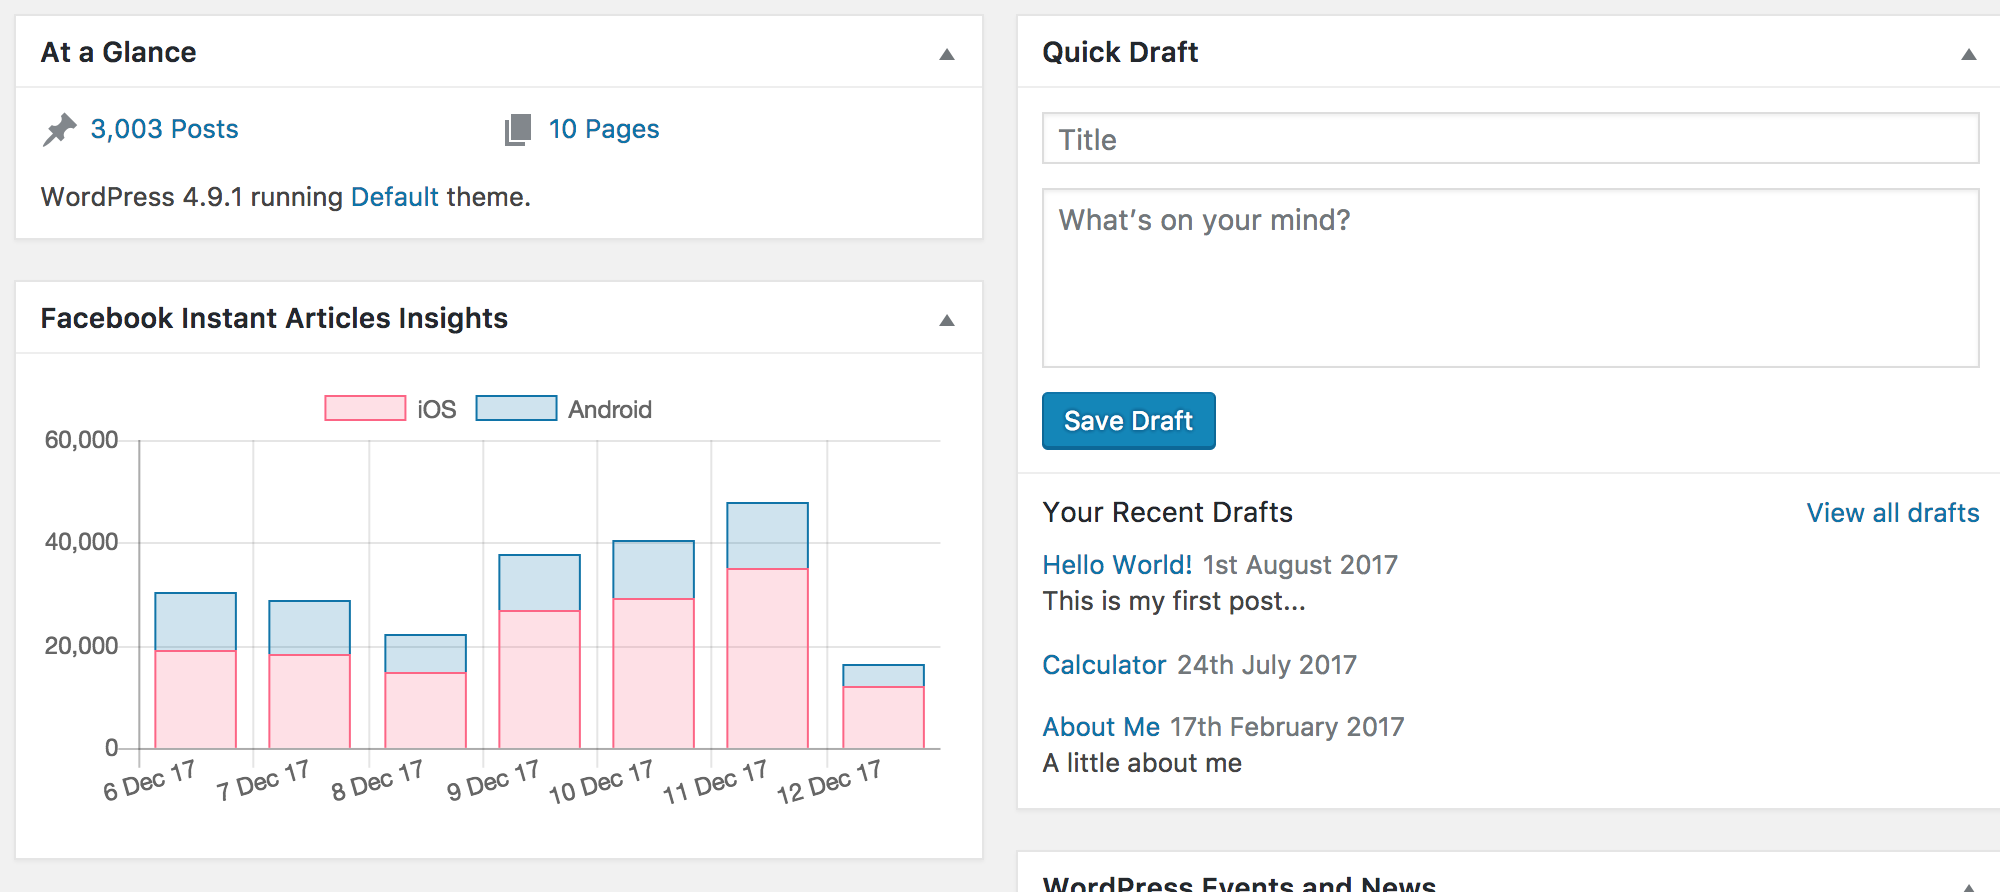 At a Glance
3,003 Posts
10 Pages
WordPress 4.9.1 running Default theme.
Facebook Instant Articles Insights
iOS
Android
60,000
40,000
20,000
0
6 Dec 17
7 Dec 17
8 Dec 17
9 Dec 17
10 Dec 17
11 Dec 17
12 Dec 17
Quick Draft
Title
What's on your mind?
Save Draft
Your Recent Drafts
View all drafts
Hello World! 1st August 2017
This is my first post...
Calculator 24th July 2017
About Me 17th February 2017
A little about me
WordPress Events and News